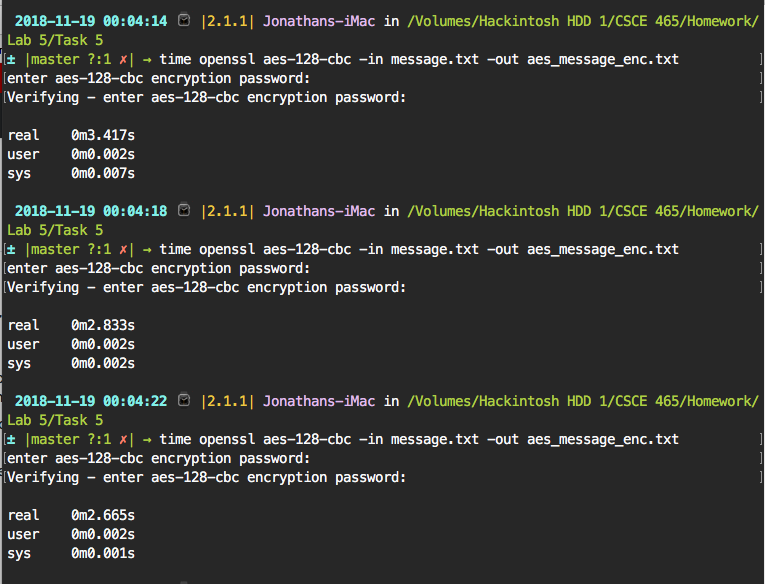 2018-11-19 00:04:14 |2.1.1| Jonathans-iMac in /Volumes/Hackintosh HDD 1/CSCE 465/Homework/
Lab 5/Task 5
[± |master ?:1 ✗| → time openssl aes-128-cbc -in message.txt -out aes_message_enc.txt ]
[enter aes-128-cbc encryption password: ]
[Verifying - enter aes-128-cbc encryption password: ]
real 0m3.417s
user 0m0.002s
sys 0m0.007s
2018-11-19 00:04:18 |2.1.1| Jonathans-iMac in /Volumes/Hackintosh HDD 1/CSCE 465/Homework/
Lab 5/Task 5
[± |master ?:1 ✗| → time openssl aes-128-cbc -in message.txt -out aes_message_enc.txt ]
[enter aes-128-cbc encryption password: ]
[Verifying - enter aes-128-cbc encryption password: ]
real 0m2.833s
user 0m0.002s
sys 0m0.002s
2018-11-19 00:04:22 |2.1.1| Jonathans-iMac in /Volumes/Hackintosh HDD 1/CSCE 465/Homework/
Lab 5/Task 5
[± |master ?:1 ✗| → time openssl aes-128-cbc -in message.txt -out aes_message_enc.txt ]
[enter aes-128-cbc encryption password: ]
[Verifying - enter aes-128-cbc encryption password: ]
real 0m2.665s
user 0m0.002s
sys 0m0.001s